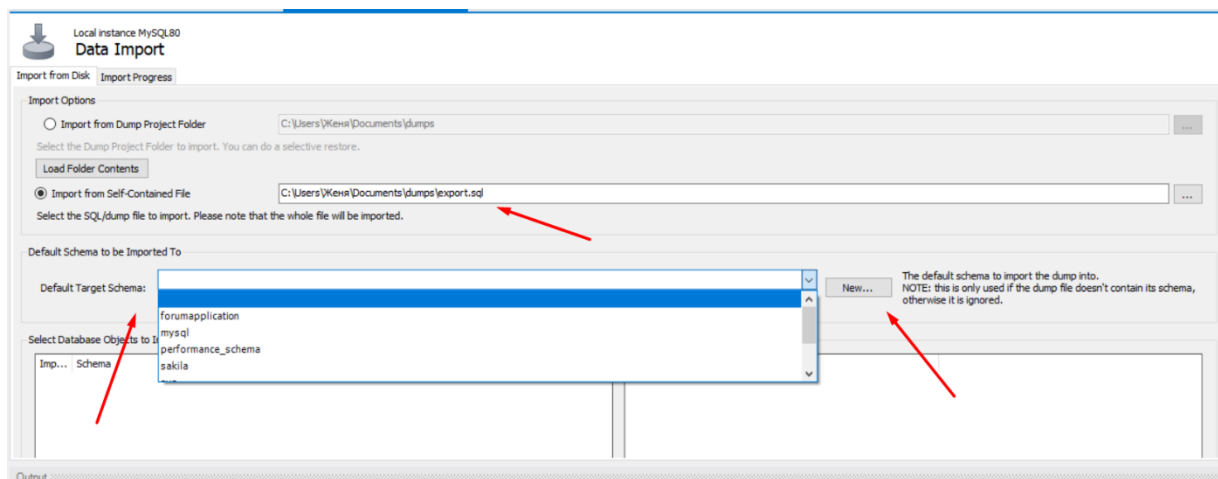 Local instance MySQL80
Data Import
Import from Disk Import Progress
Import Options
Import from Dump Project Folder C:\Users\Женя\Documents\dumps ...
Select the Dump Project Folder to import. You can do a selective restore.
Load Folder Contents
Import from Self-Contained File C:\Users\Женя\Documents\dumps\export.sql ...
Select the SQL/dump file to import. Please note that the whole file will be imported.
Default Schema to be Imported To
Default Target Schema: New... The default schema to import the dump into.
NOTE: this is only used if the dump file doesn't contain its schema,
otherwise it is ignored.
forumapplication
mysql
performance_schema
sakila
Select Database Objects to
Imp... Schema
Output